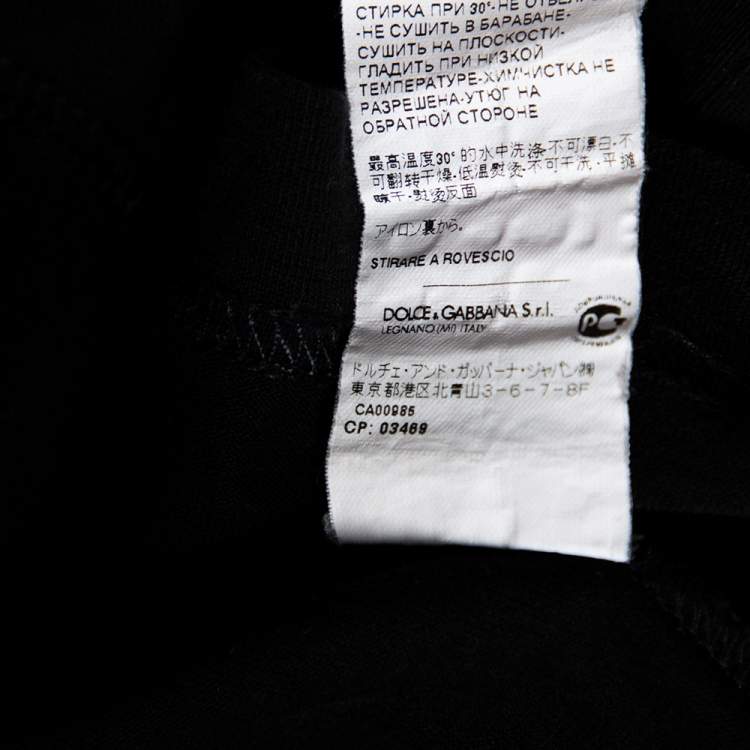 СТИРКА ПРИ 30°-НЕ
-НЕ СУШИТЬ В БАРАБАНЕ-
СУШИТЬ НА ПЛОСКОСТИ-
ГЛАДИТЬ ПРИ НИЗКОЙ
ТЕМПЕРАТУРЕ-ХИМЧИСТКА НЕ
РАЗРЕШЕНА-УТЮГ НА
ОБРАТНОЙ СТОРОНЕ
最高温度30°的水中洗涤·不可漂白·不
可翻转干燥·低温熨烫·不可干洗·平摊
晾干·熨烫反面
アイロン裏から。
STIRARE A ROVESCIO
DOLCE & GABBANA S.r.l.
LEGNANO (MI) ITALY
PG
ドルチェ・アンド・ガッバーナ・ジャパン㈱
東京都港区北青山3-6-7-8F
CA00985
CP: 03469